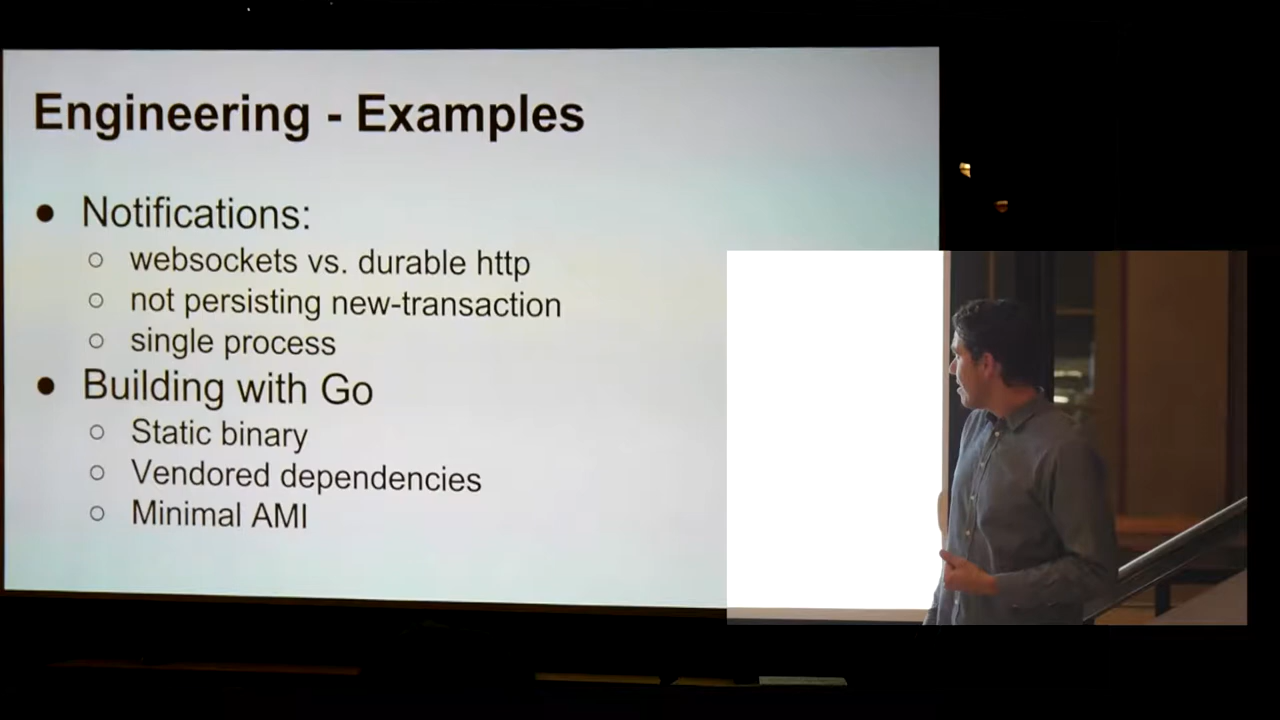 Engineering - Examples
● Notifications:
○ websockets vs. durable http
○ not persisting new-transaction
○ single process
● Building with Go
○ Static binary
○ Vendored dependencies
○ Minimal AMI